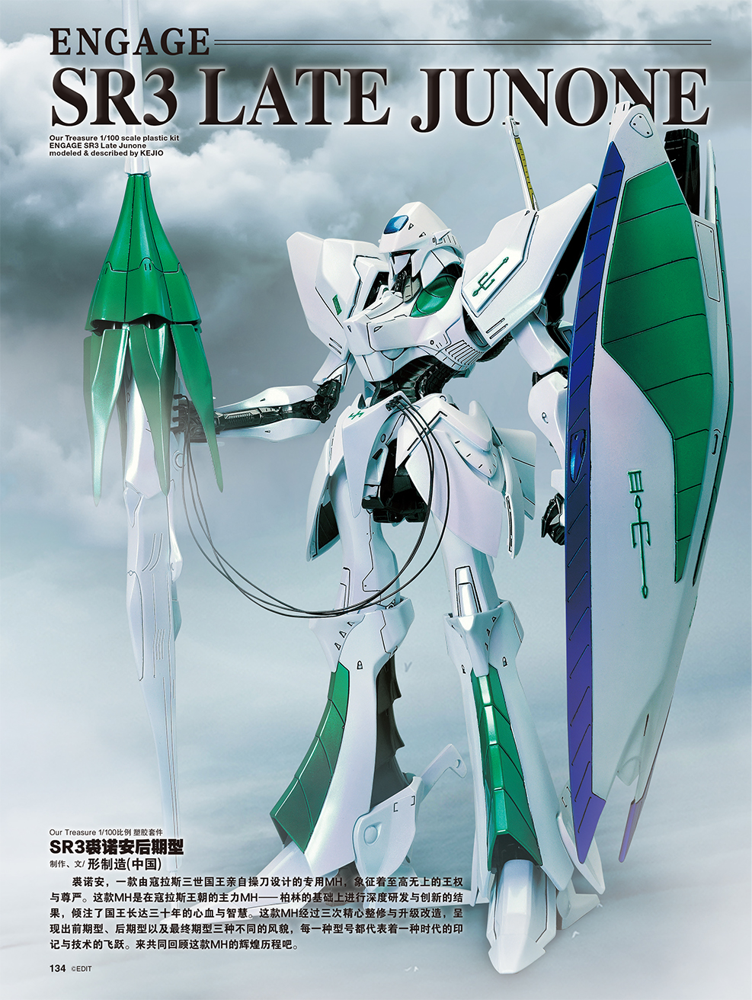 ENGAGE
SR3 LATE JUNONE
Our Treasure 1/100 scale plastic kit
ENGAGE SR3 Late Junone
modeled & described by KEJIO
Our Treasure 1/100比例 塑胶套件
SR3裘诺安后期型
制作、文/ 形制造(中国)
裘诺安，一款由寇拉斯三世国王亲自操刀设计的专用MH，象征着至高无上的王权
与尊严。这款MH是在寇拉斯王朝的主力MH——柏林的基础上进行深度研发与创新的结
果，倾注了国王长达三十年的心血与智慧。这款MH经过三次精心整修与升级改造，呈
现出前期型、后期型以及最终期型三种不同的风貌，每一种型号都代表着一种时代的印
记与技术的飞跃。来共同回顾这款MH的辉煌历程吧。
134 ©EDIT